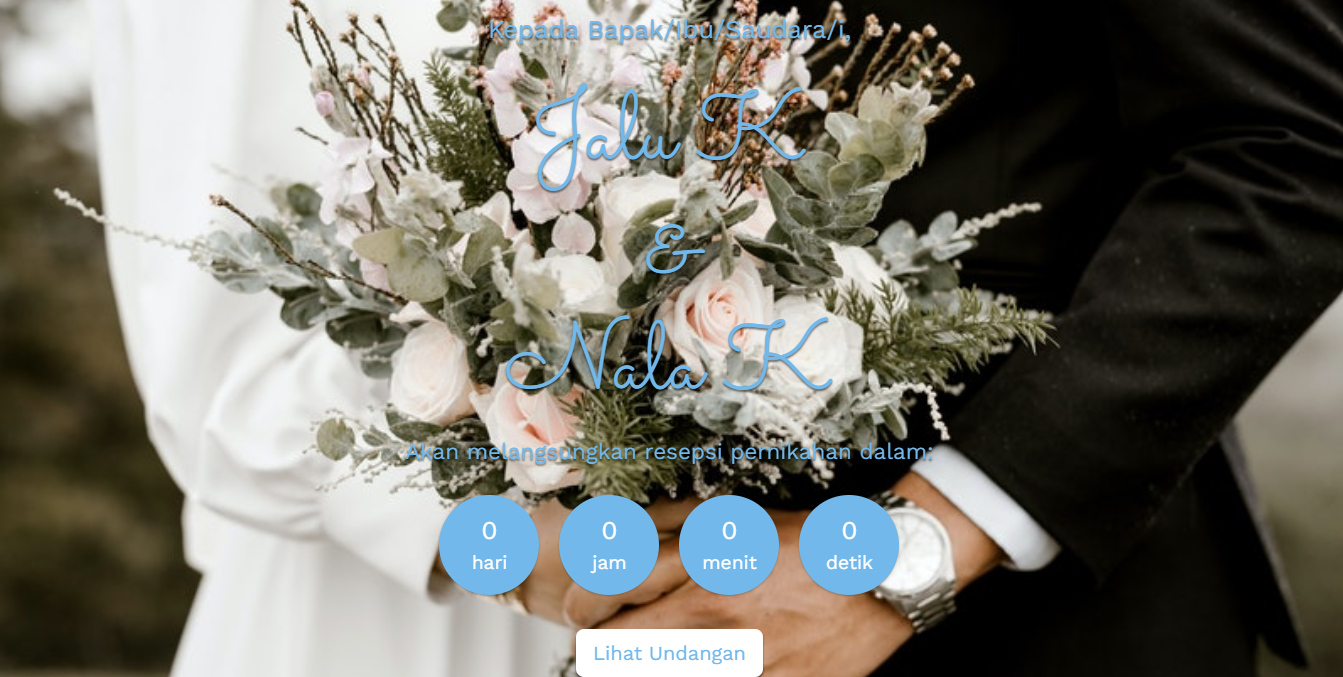 Kepada Bapak/Ibu/Saudara/i,
Jalu K
&
Nala K
Akan melangsungkan resepsi pernikahan dalam:
0 0 0 0
hari jam menit detik
Lihat Undangan